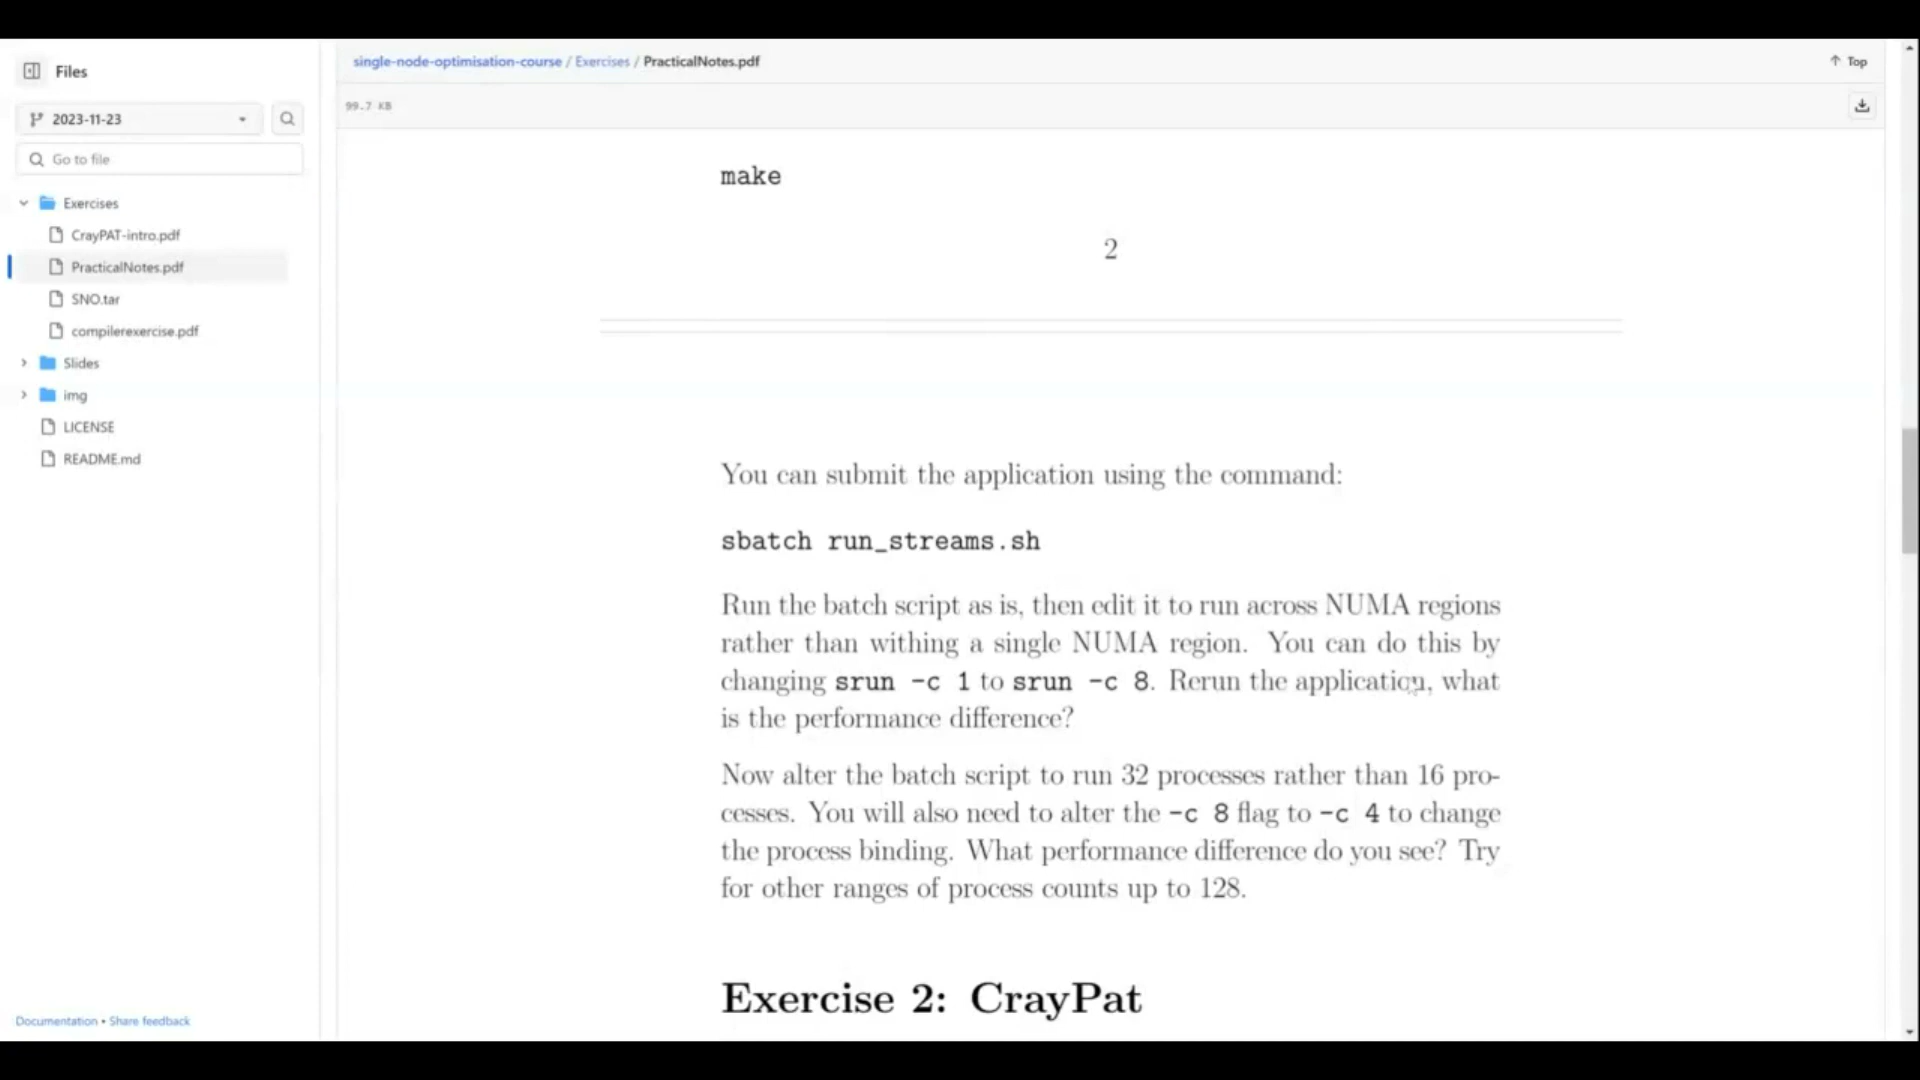 Files
2023-11-23
Go to file
Exercises
CrayPAT-intro.pdf
PracticalNotes.pdf
SNO.tar
compilerexercise.pdf
Slides
img
LICENSE
README.md
Documentation • Share feedback
single-node-optimisation-course / Exercises / PracticalNotes.pdf
Top
99.7 KB
make
2
You can submit the application using the command:
sbatch run_streams.sh
Run the batch script as is, then edit it to run across NUMA regions
rather than withing a single NUMA region. You can do this by
changing srun -c 1 to srun -c 8. Rerun the application, what
is the performance difference?
Now alter the batch script to run 32 processes rather than 16 pro-
cesses. You will also need to alter the -c 8 flag to -c 4 to change
the process binding. What performance difference do you see? Try
for other ranges of process counts up to 128.
Exercise 2: CrayPat